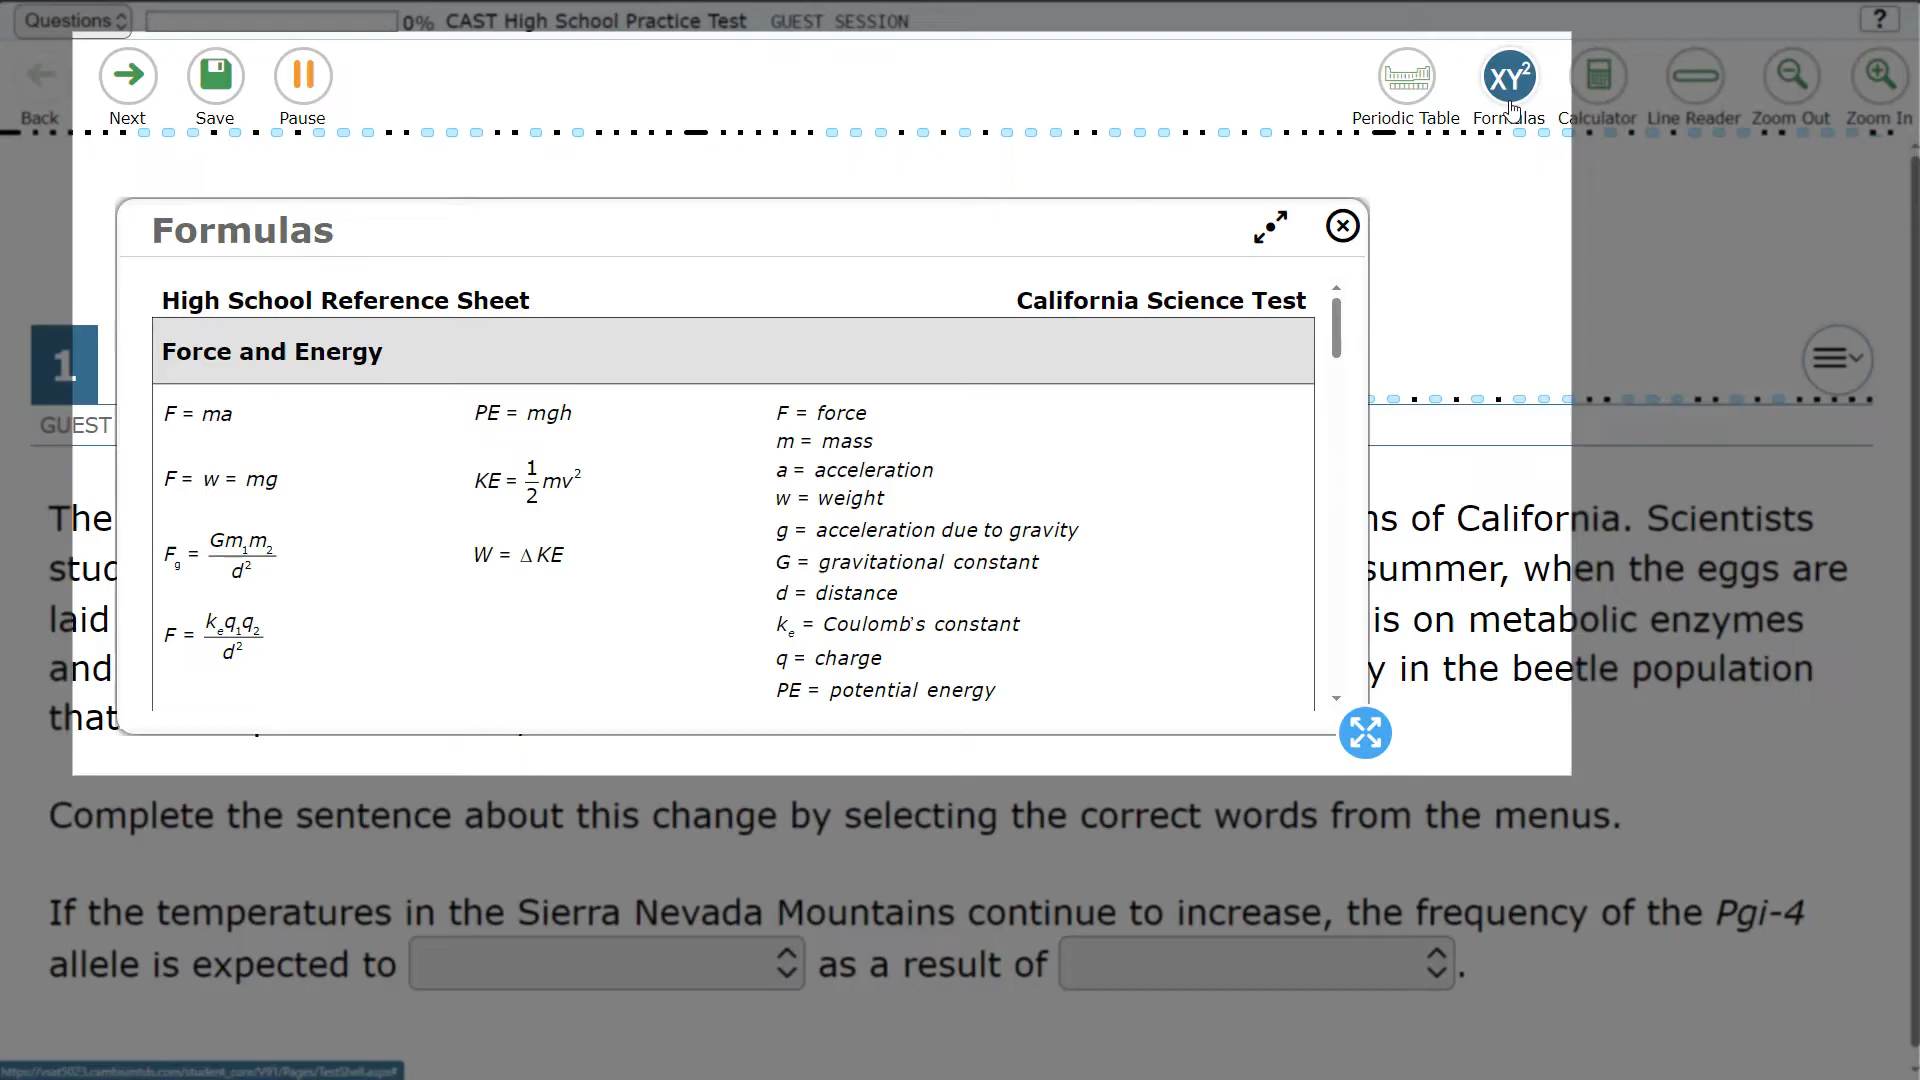 Questions 0% CAST High School Practice Test GUEST SESSION ?
XY²
Back Next Save Pause Periodic Table Formulas Calculator Line Reader Zoom Out Zoom In
Formulas
High School Reference Sheet California Science Test
Force and Energy
F = ma PE = mgh F = force
m = mass
F = w = mg KE = 1/2 mv² a = acceleration
w = weight
F_g = Gm₁m₂/d² W = Δ KE g = acceleration due to gravity
G = gravitational constant
d = distance
F = k_e q₁q₂/d² k_e = Coulomb's constant
q = charge
PE = potential energy
1
GUEST
The of California. Scientists
summer, when the eggs are
laid is on metabolic enzymes
and in the beetle population
that
Complete the sentence about this change by selecting the correct words from the menus.
If the temperatures in the Sierra Nevada Mountains continue to increase, the frequency of the Pgi-4
allele is expected to as a result of .